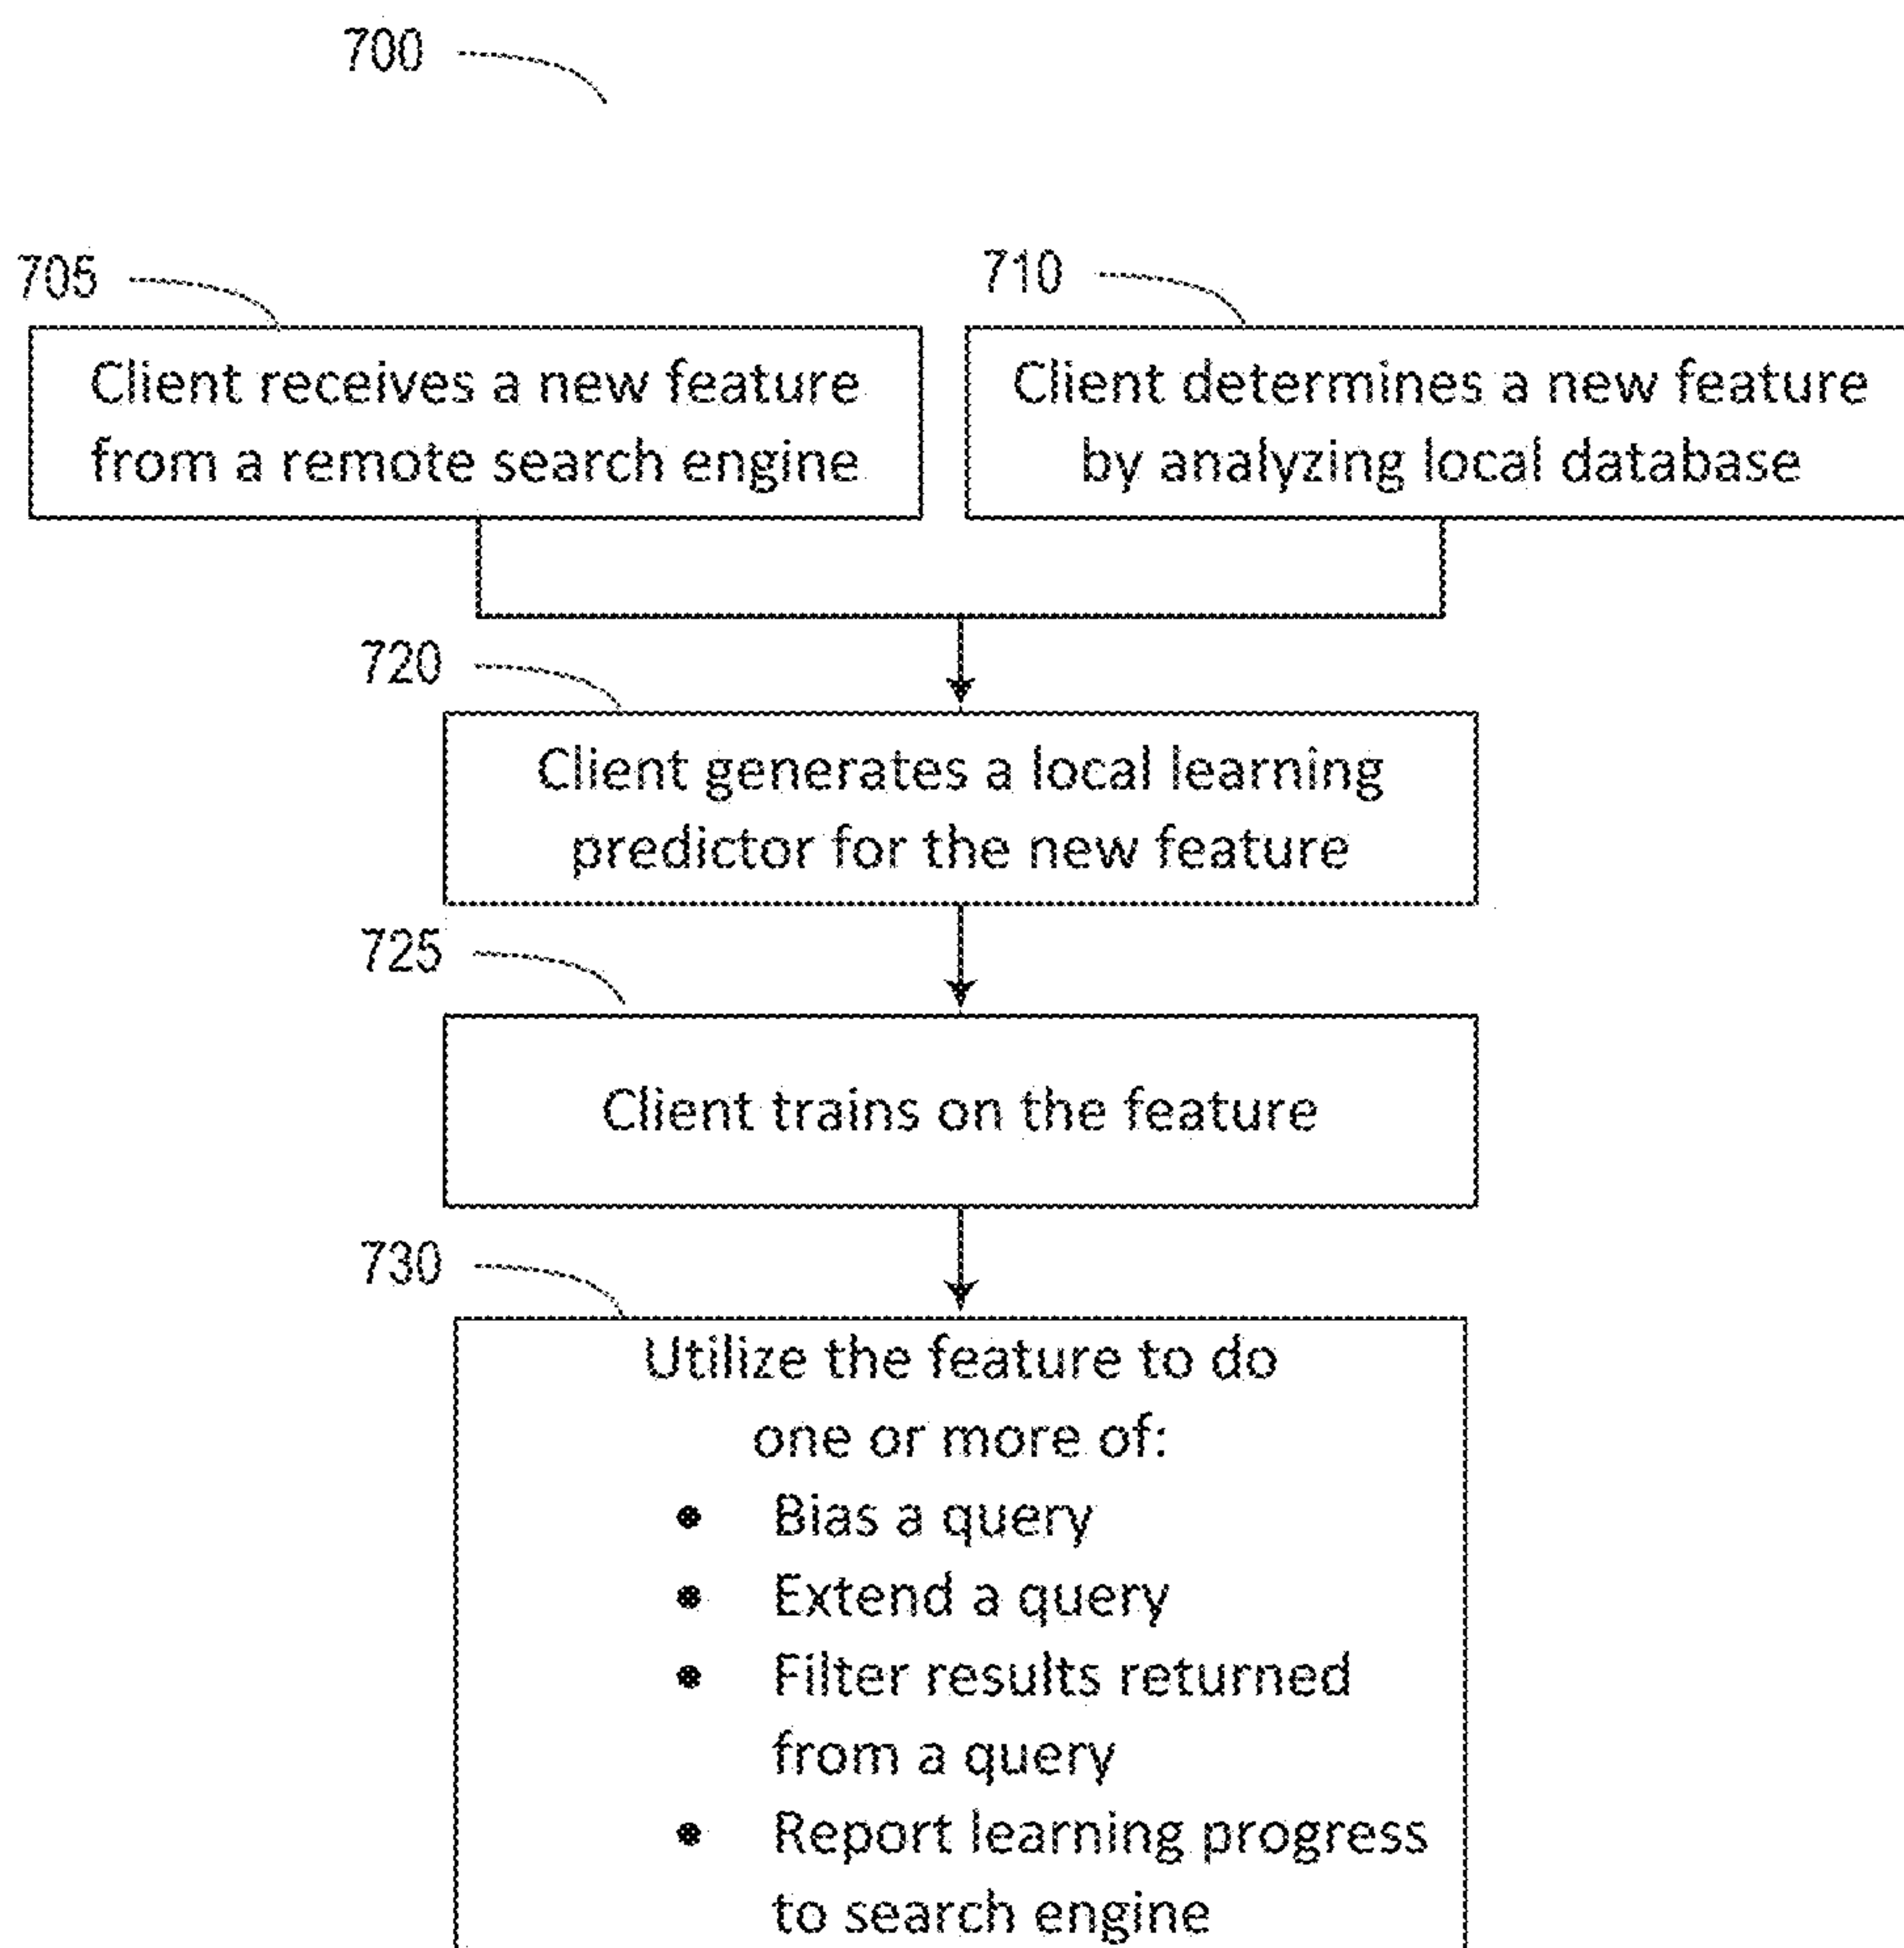 700
705
710
Client receives a new feature
from a remote search engine
Client determines a new feature
by analyzing local database
720
Client generates a local learning
predictor for the new feature
725
Client trains on the feature
730
Utilize the feature to do
one or more of:
• Bias a query
• Extend a query
• Filter results returned
from a query
• Report learning progress
to search engine